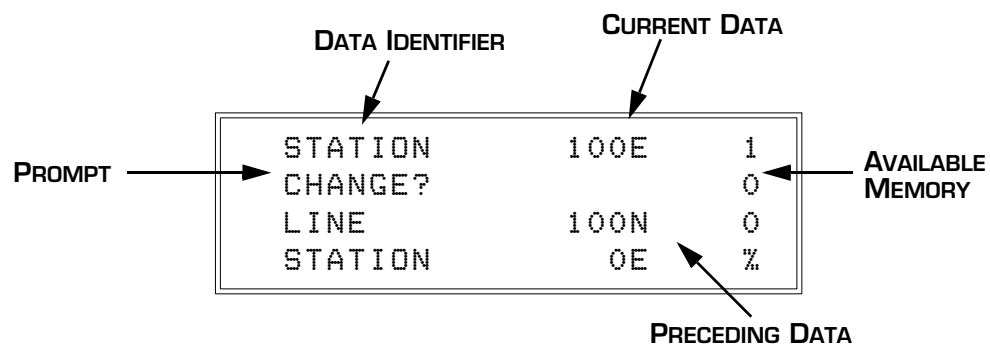 CURRENT DATA
DATA IDENTIFIER
STATION 100E 1
PROMPT
CHANGE? 0
AVAILABLE
MEMORY
LINE 100N 0
STATION 0E %
PRECEDING DATA